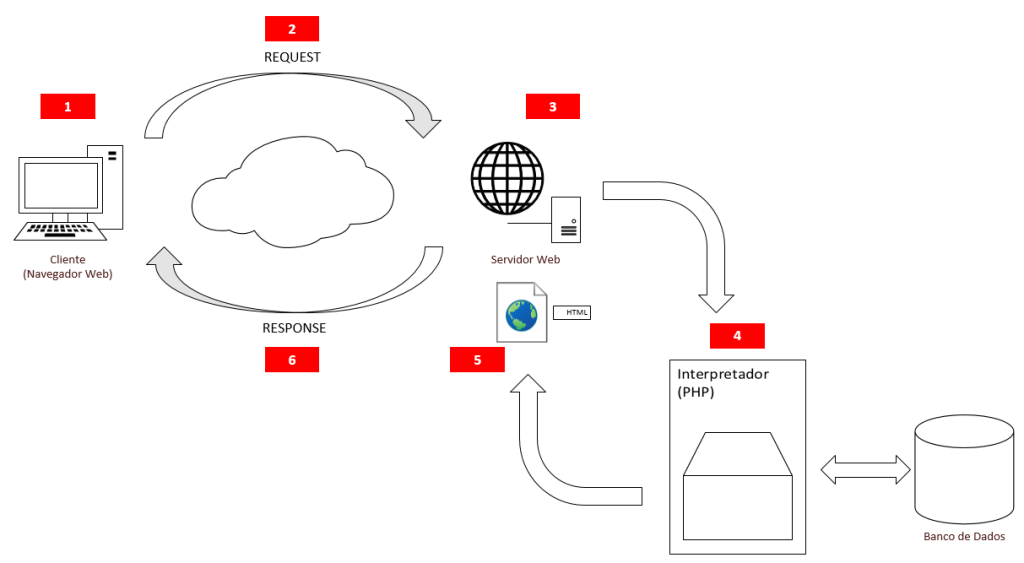 2
REQUEST
1
3
Cliente
(Navegador Web)
Servidor Web
HTML
RESPONSE
6
5
4
Interpretador
(PHP)
Banco de Dados